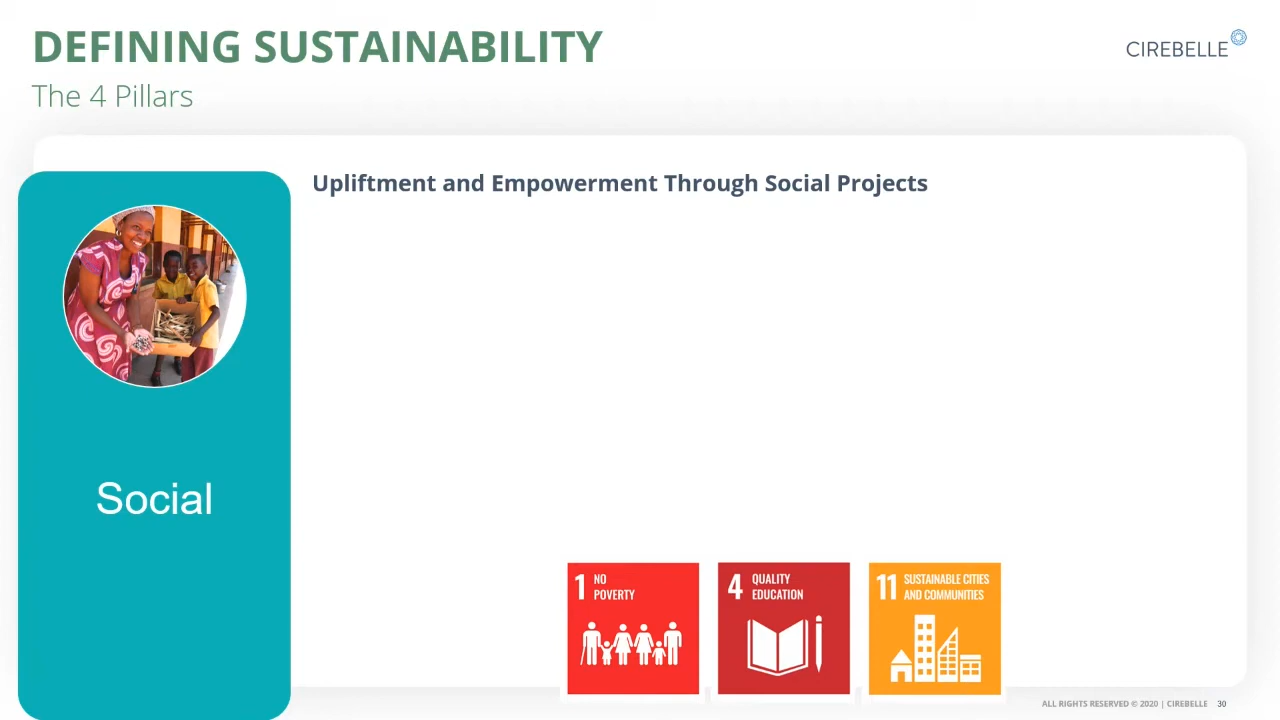 DEFINING SUSTAINABILITY
The 4 Pillars
CIREBELLE
Upliftment and Empowerment Through Social Projects
Social
1 NO
POVERTY
4 QUALITY
EDUCATION
11 SUSTAINABLE CITIES
AND COMMUNITIES
ALL RIGHTS RESERVED © 2020 | CIREBELLE 30